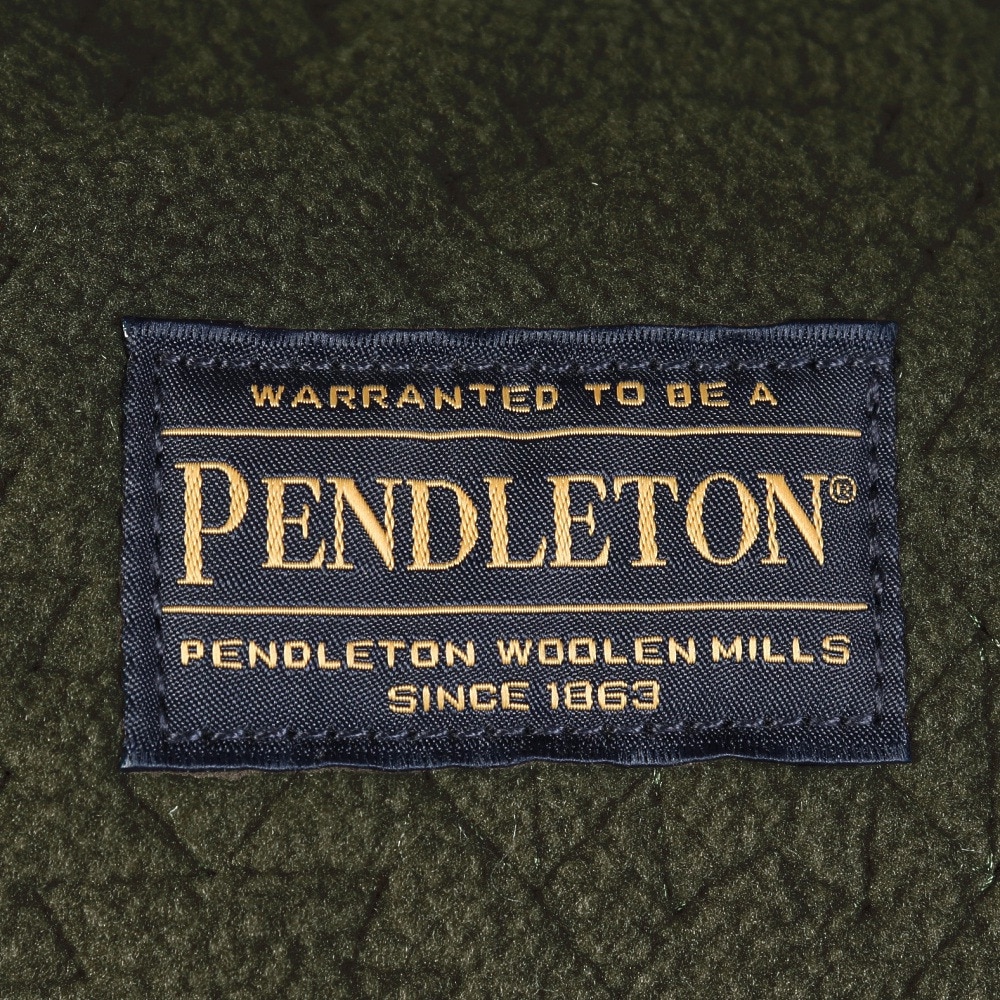 WARRANTED TO BE A
PENDLETON®
PENDLETON WOOLEN MILLS
SINCE 1863